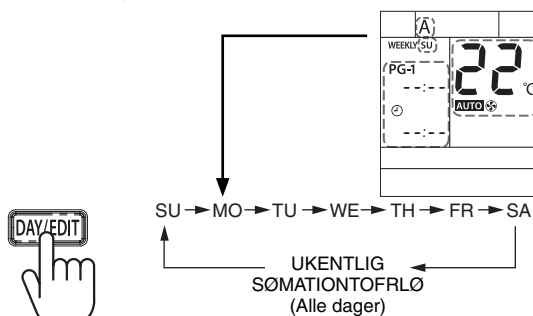 A
WEEKLY SU
22 °C
PG-1
--:--
AUTO
--:--
SU → MO → TU → WE → TH → FR → SA
DAY/EDIT
UKENTLIG
SØMATIONTOFRLØ
(Alle dager)